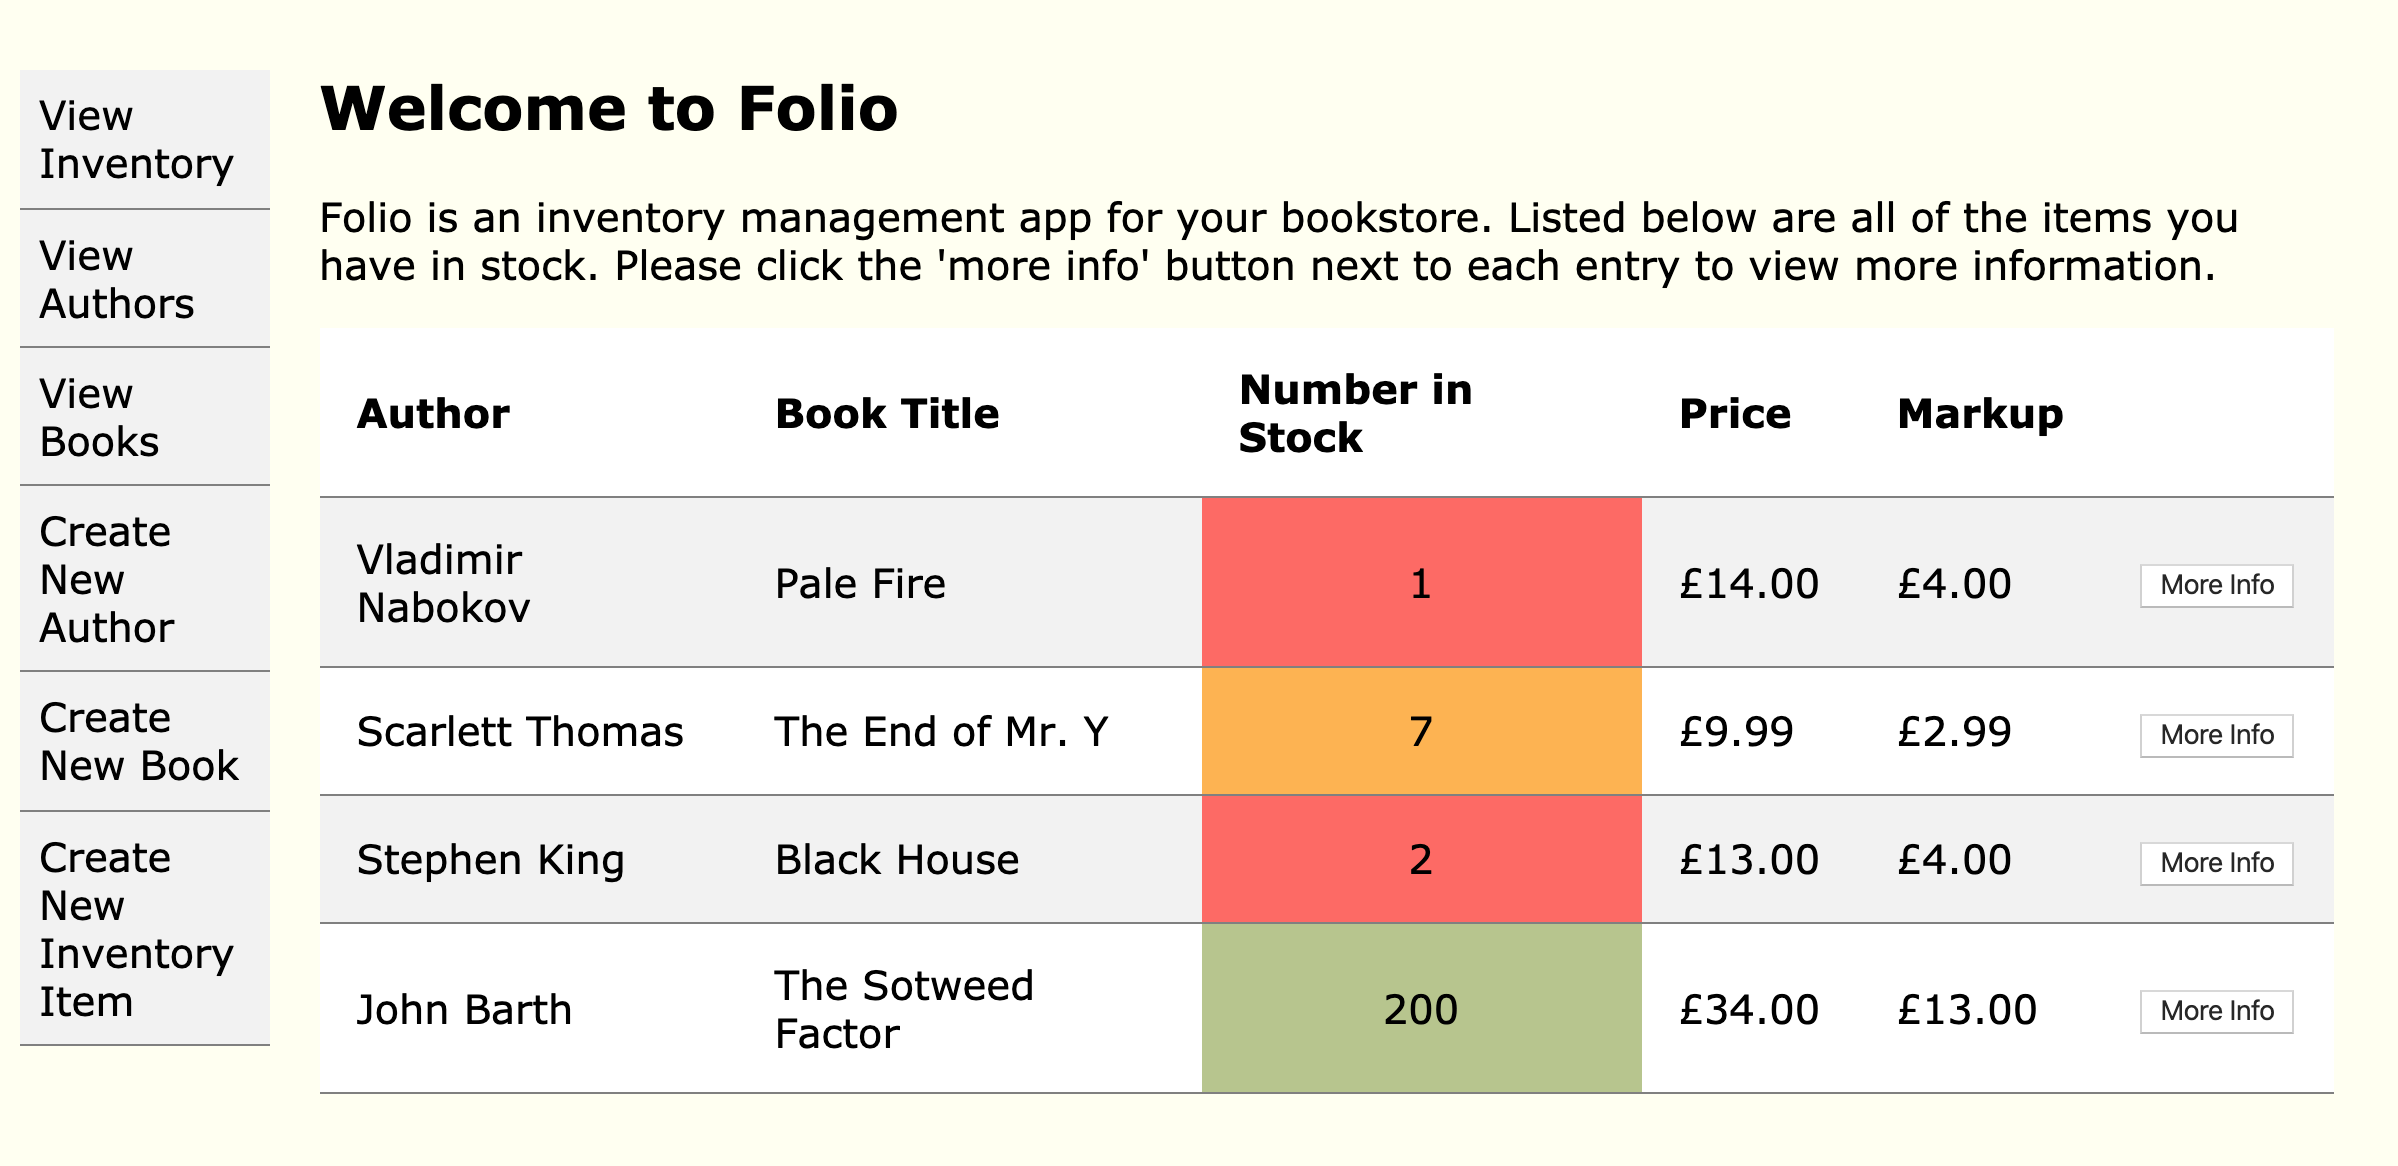 View
Inventory
View
Authors
View
Books
Create
New
Author
Create
New Book
Create
New
Inventory
Item
Welcome to Folio
Folio is an inventory management app for your bookstore. Listed below are all of the items you
have in stock. Please click the 'more info' button next to each entry to view more information.
Author Book Title Number in Stock Price Markup
Vladimir Nabokov Pale Fire 1 £14.00 £4.00 More Info
Scarlett Thomas The End of Mr. Y 7 £9.99 £2.99 More Info
Stephen King Black House 2 £13.00 £4.00 More Info
John Barth The Sotweed Factor 200 £34.00 £13.00 More Info